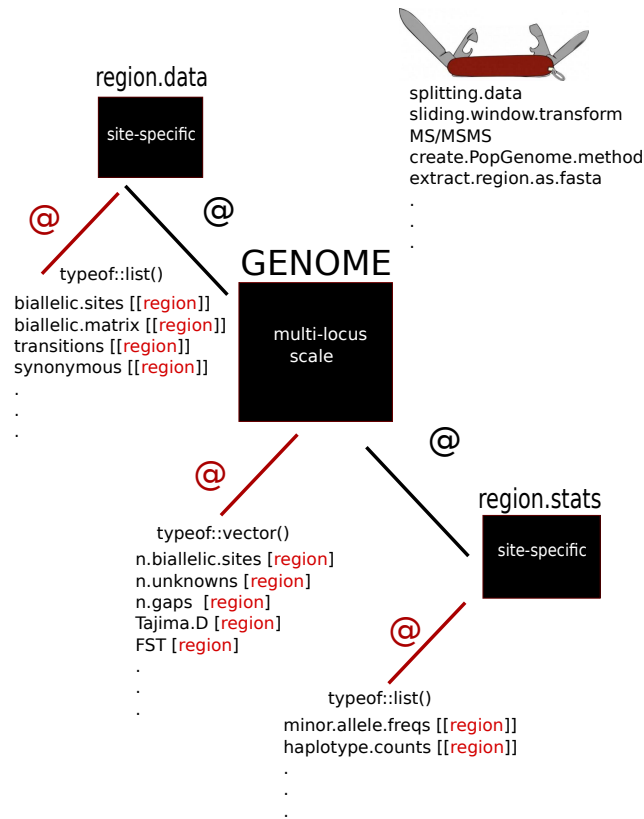 region.data
site-specific
splitting.data
sliding.window.transform
MS/MSMS
create.PopGenome.method
extract.region.as.fasta
.
.
.
@
@
typeof::list()
biallelic.sites [[region]]
biallelic.matrix [[region]]
transitions [[region]]
synonymous [[region]]
.
.
.
GENOME
multi-locus
scale
@
@
typeof::vector()
n.biallelic.sites [region]
n.unknowns [region]
n.gaps [region]
Tajima.D [region]
FST [region]
.
.
.
region.stats
site-specific
@
typeof::list()
minor.allele.freqs [[region]]
haplotype.counts [[region]]
.
.
.